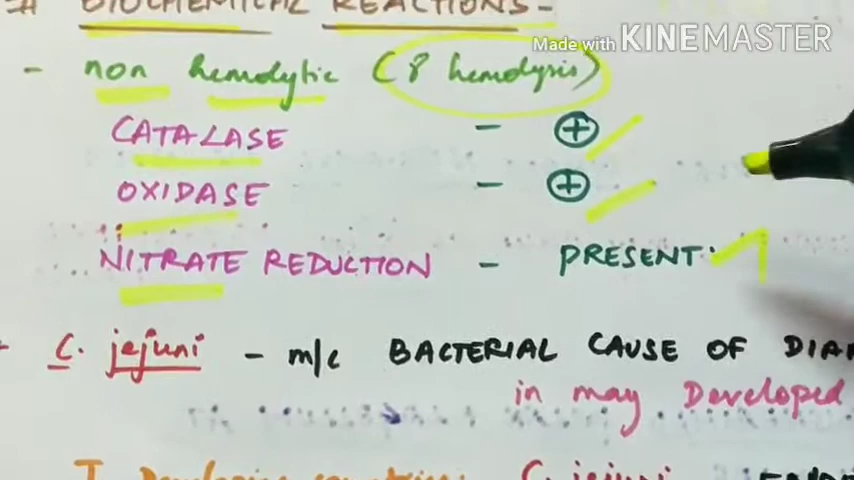 # BIOCHEMICAL REACTIONS -
Made with KINEMASTER
- non hemolytic (γ hemolysis)
CATALASE - +
OXIDASE - +
NITRATE REDUCTION - PRESENT.
C. jejuni - m/c BACTERIAL CAUSE OF
in may Developed
C. jejuni